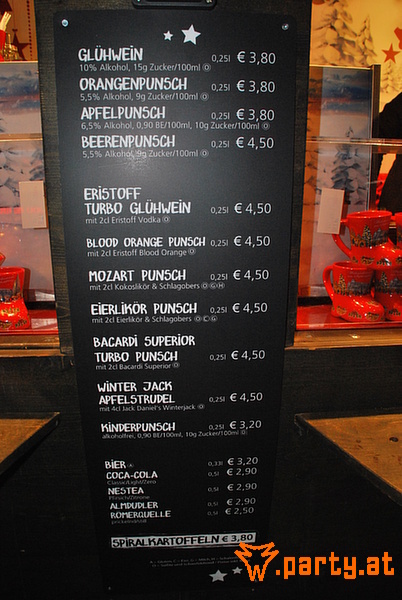 GLÜHWEIN 0,25l € 3,80
10% Alkohol, 15g Zucker/100ml O
ORANGENPUNSCH 0,25l € 3,80
5,5% Alkohol, 9g Zucker/100ml O
APFELPUNSCH 0,25l € 3,80
6,5% Alkohol, 0,90 BE/100ml, 10g Zucker/100ml O
BEERENPUNSCH 0,25l € 4,50
5,5% Alkohol, 9g Zucker/100ml O
ERISTOFF
TURBO GLÜHWEIN 0,25l € 4,50
mit 2cl Eristoff Vodka O
BLOOD ORANGE PUNSCH 0,25l € 4,50
mit 2cl Eristoff Blood Orange O
MOZART PUNSCH 0,25l € 4,50
mit 2cl Kokoslikör & Schlagobers O G H
EIERLIKÖR PUNSCH 0,25l € 4,50
mit 2cl Eierlikör & Schlagobers O C G
BACARDI SUPERIOR
TURBO PUNSCH 0,25l € 4,50
mit 2cl Bacardi Superior O
WINTER JACK
APFELSTRUDEL 0,25l € 4,50
mit 4cl Jack Daniel's Winterjack O
KINDERPUNSCH 0,25l € 3,20
alkoholfrei, 0,90 BE/100ml, 10g Zucker/100ml
BIER A 0,33l € 3,20
COCA-COLA 0,5l € 2,90
Classic/Light/Zero
NESTEA 0,5l € 2,90
Pfirsich/Zitrone
ALMDUDLER 0,5l € 2,90
RÖMERQUELLE 0,5l € 2,50
prickelnd/still
SPIRALKARTOFFELN € 3,80
w.party.at